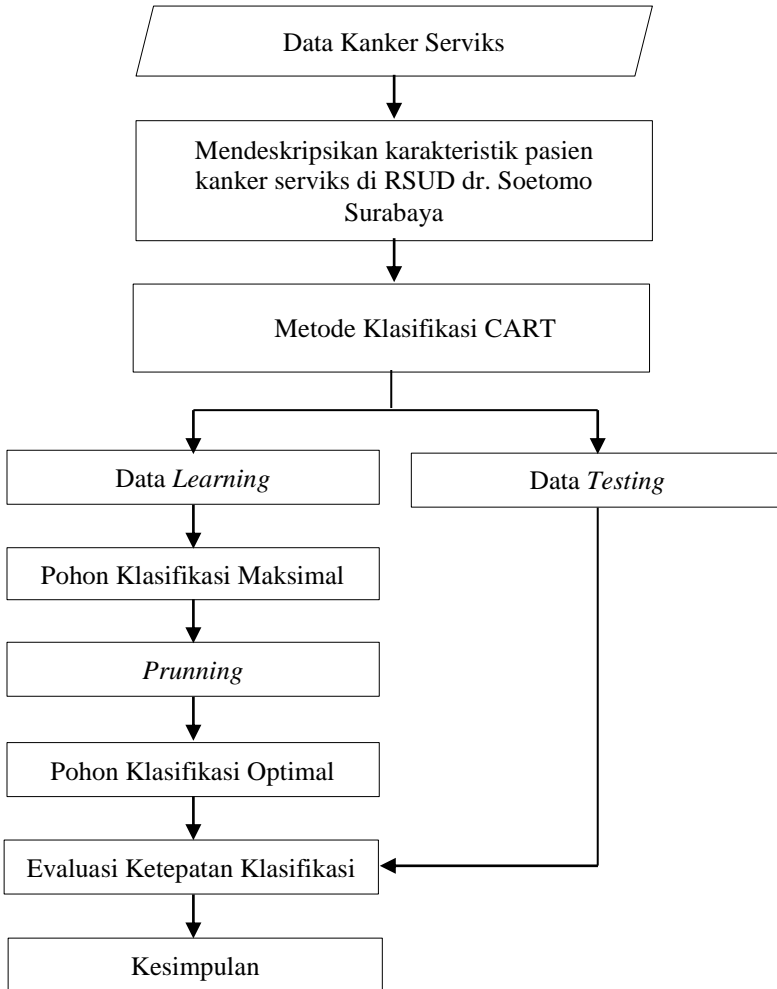 Data Kanker Serviks
Mendeskripsikan karakteristik pasien
kanker serviks di RSUD dr. Soetomo
Surabaya
Metode Klasifikasi CART
Data Learning
Data Testing
Pohon Klasifikasi Maksimal
Prunning
Pohon Klasifikasi Optimal
Evaluasi Ketepatan Klasifikasi
Kesimpulan